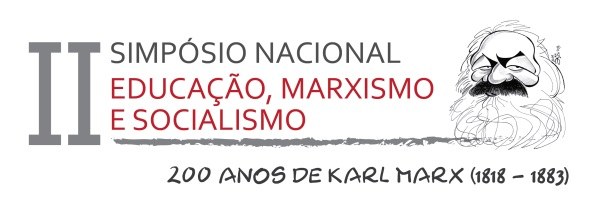 II SIMPÓSIO NACIONAL
EDUCAÇÃO, MARXISMO
E SOCIALISMO
200 ANOS DE KARL MARX (1818 – 1883)